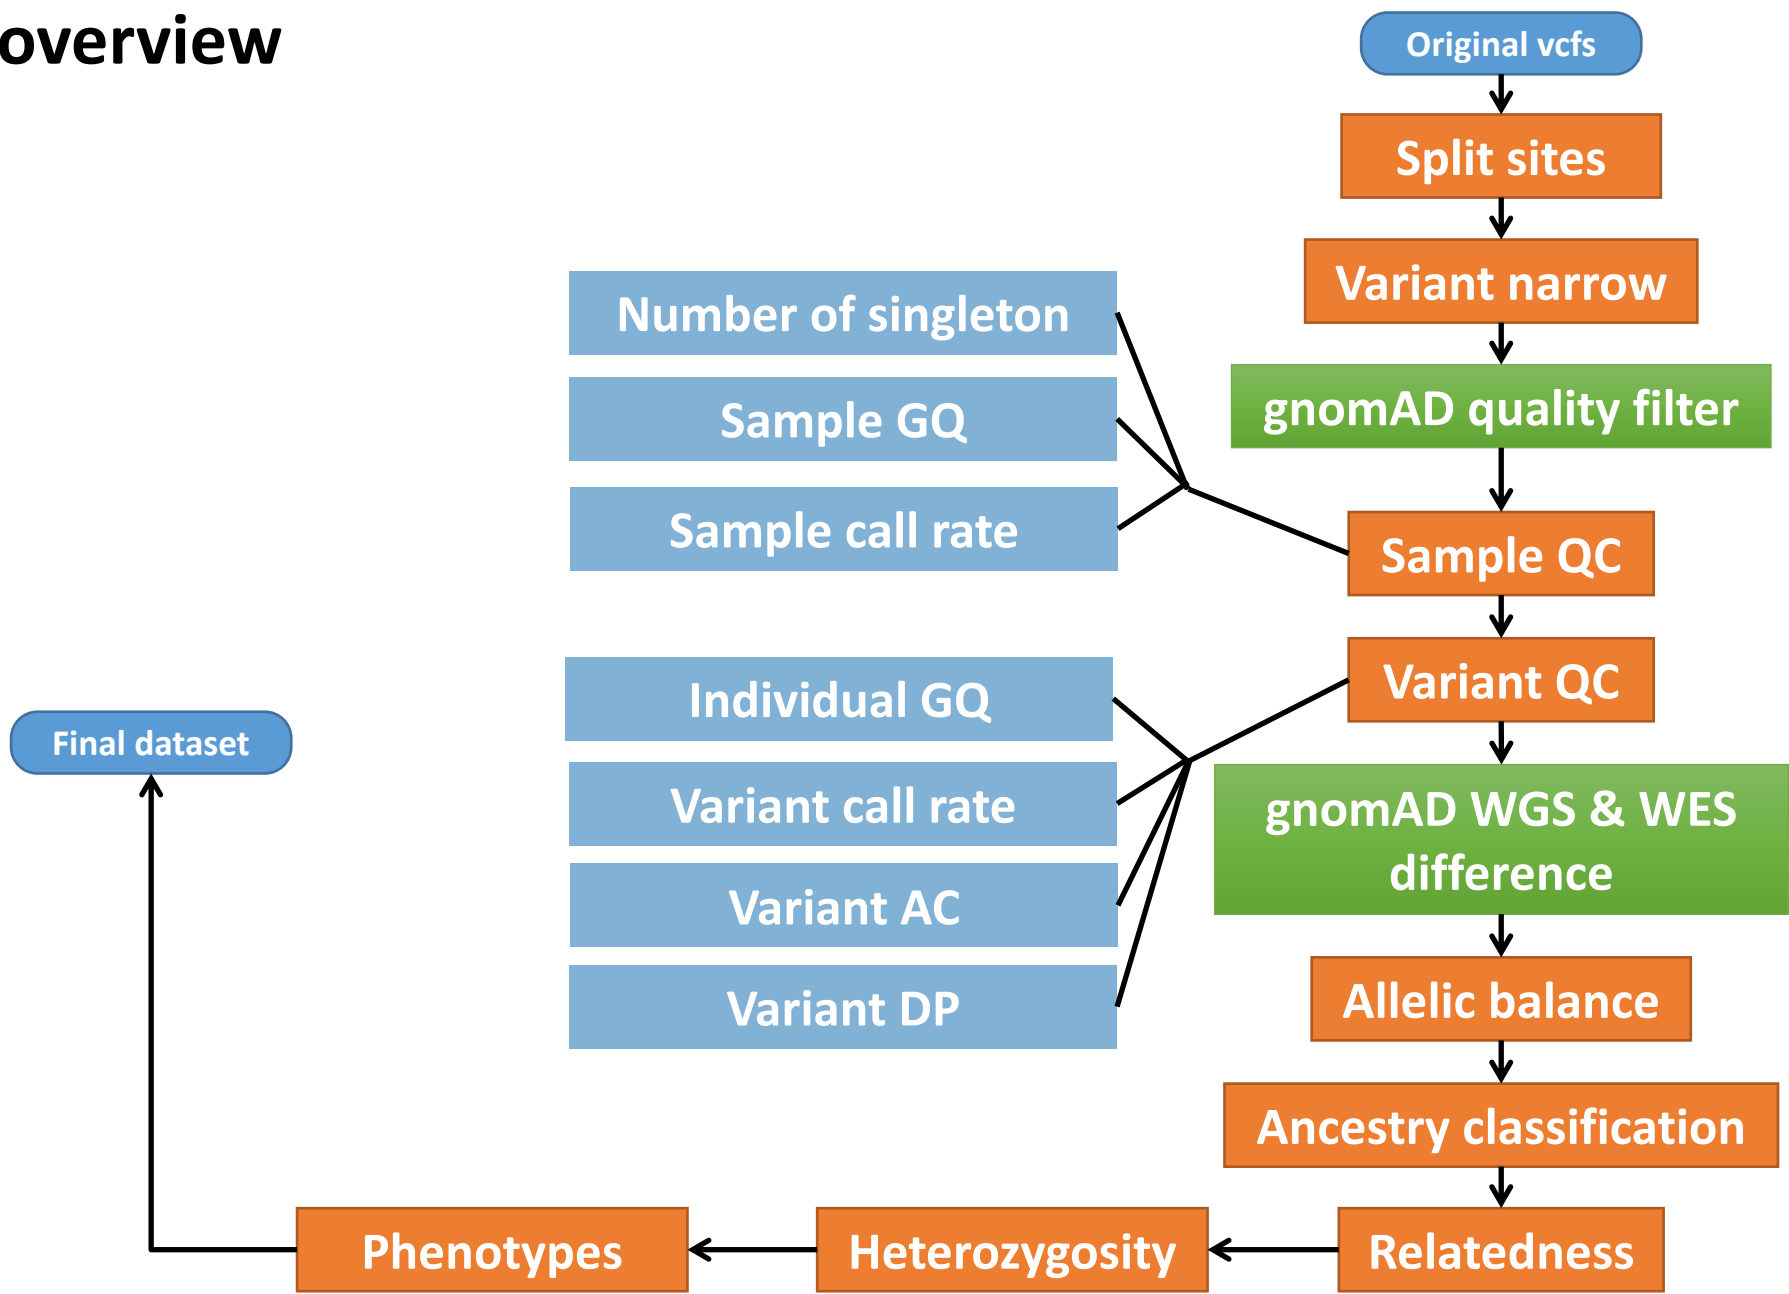 overview
Original vcfs
Split sites
Variant narrow
gnomAD quality filter
Number of singleton
Sample GQ
Sample call rate
Sample QC
Variant QC
Individual GQ
Variant call rate
Variant AC
Variant DP
gnomAD WGS & WES
difference
Allelic balance
Ancestry classification
Relatedness
Heterozygosity
Phenotypes
Final dataset